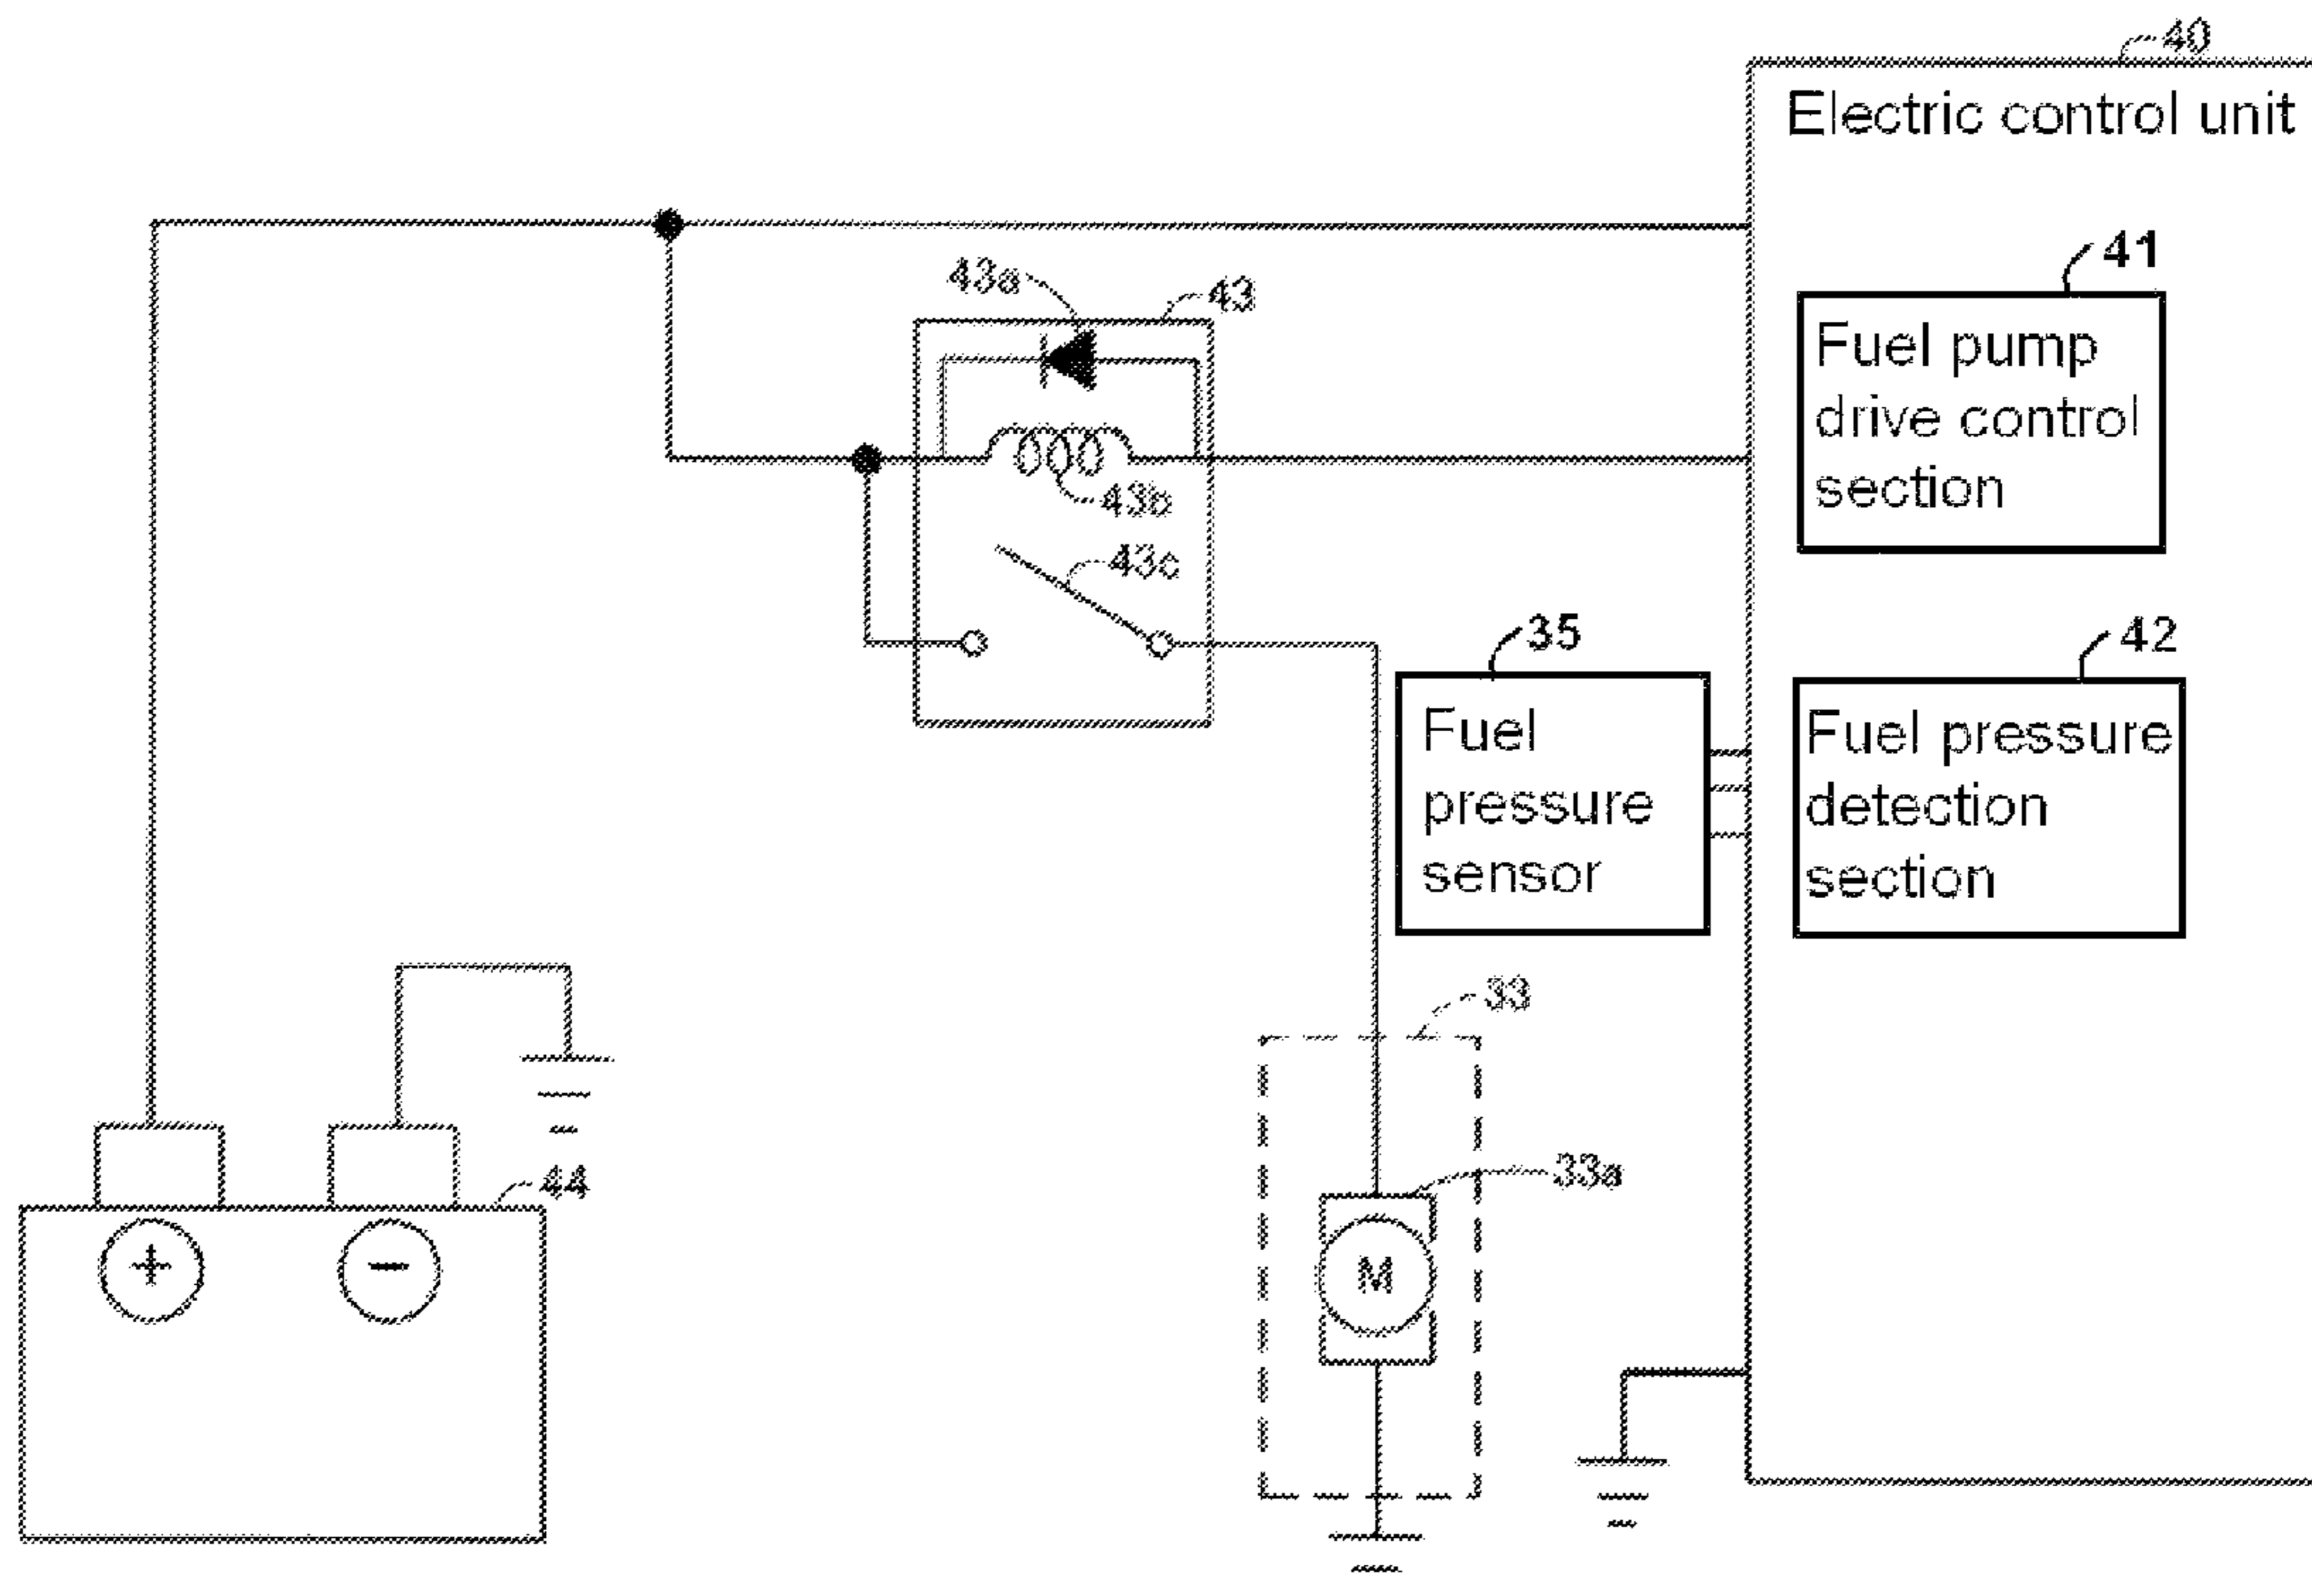 40
Electric control unit
41
43a
43
Fuel pump
drive control
section
43b
43c
35
42
Fuel
pressure
sensor
Fuel pressure
detection
section
33
33a
44
+
−
M